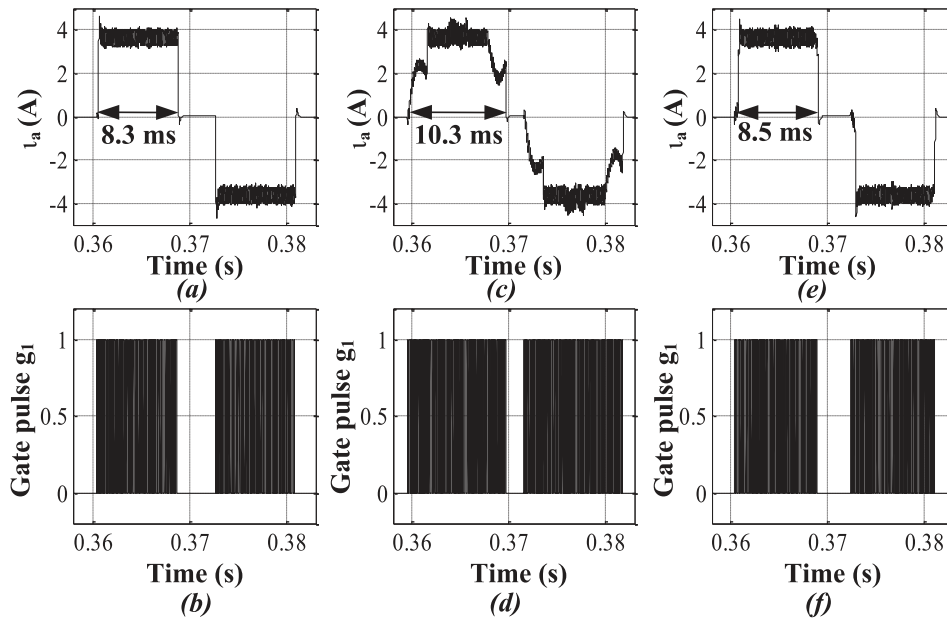 4
2
0
-2
-4
ιa (A)
8.3 ms
0.36
0.37
0.38
Time (s)
(a)
4
2
0
-2
-4
ιa (A)
10.3 ms
0.36
0.37
0.38
Time (s)
(c)
4
2
0
-2
-4
ιa (A)
8.5 ms
0.36
0.37
0.38
Time (s)
(e)
1
0.5
0
Gate pulse g1
0.36
0.37
0.38
Time (s)
(b)
1
0.5
0
Gate pulse g1
0.36
0.37
0.38
Time (s)
(d)
1
0.5
0
Gate pulse g1
0.36
0.37
0.38
Time (s)
(f)